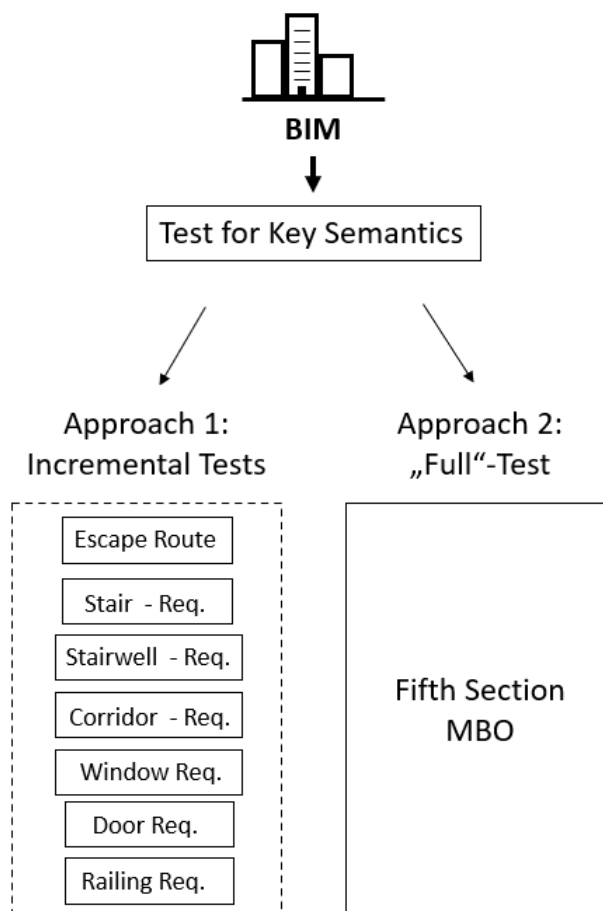 BIM
Test for Key Semantics
Approach 1:
Incremental Tests
Escape Route
Stair - Req.
Stairwell - Req.
Corridor - Req.
Window Req.
Door Req.
Railing Req.
Approach 2:
„Full“-Test
Fifth Section
MBO